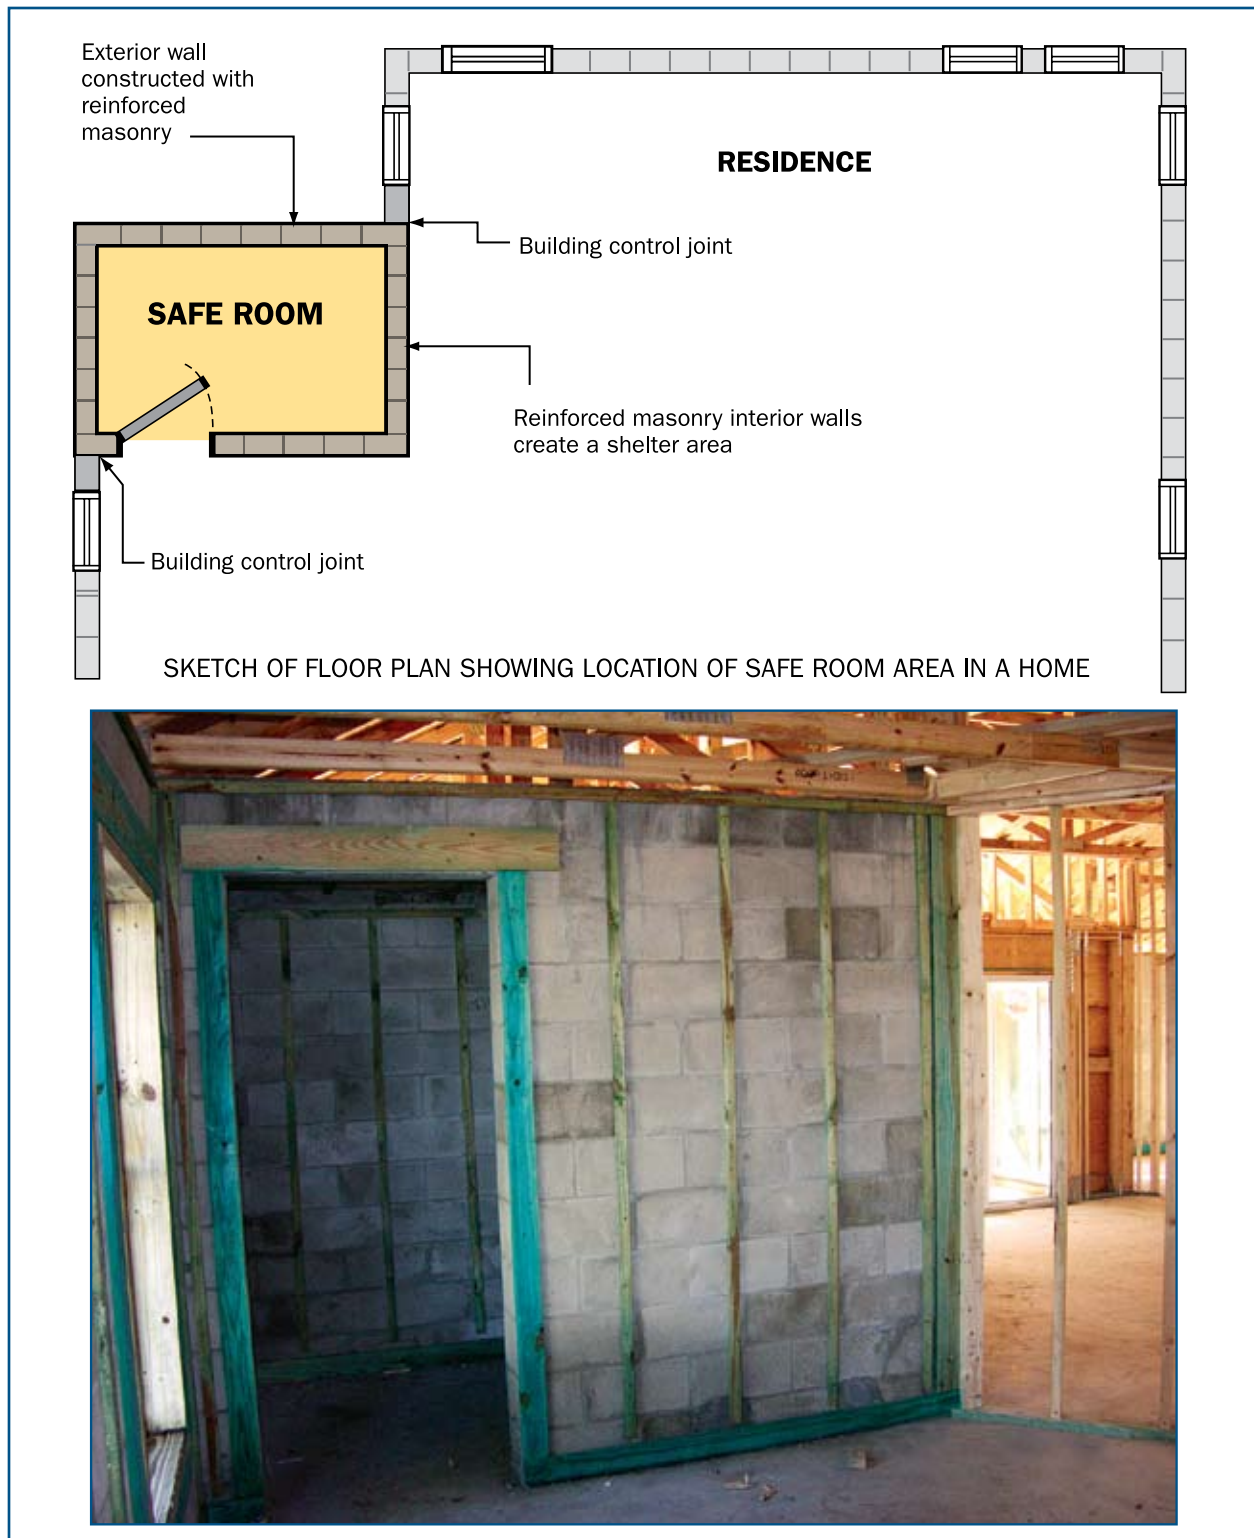 Exterior wall
constructed with
reinforced
masonry
RESIDENCE
Building control joint
SAFE ROOM
Reinforced masonry interior walls
create a shelter area
Building control joint
SKETCH OF FLOOR PLAN SHOWING LOCATION OF SAFE ROOM AREA IN A HOME